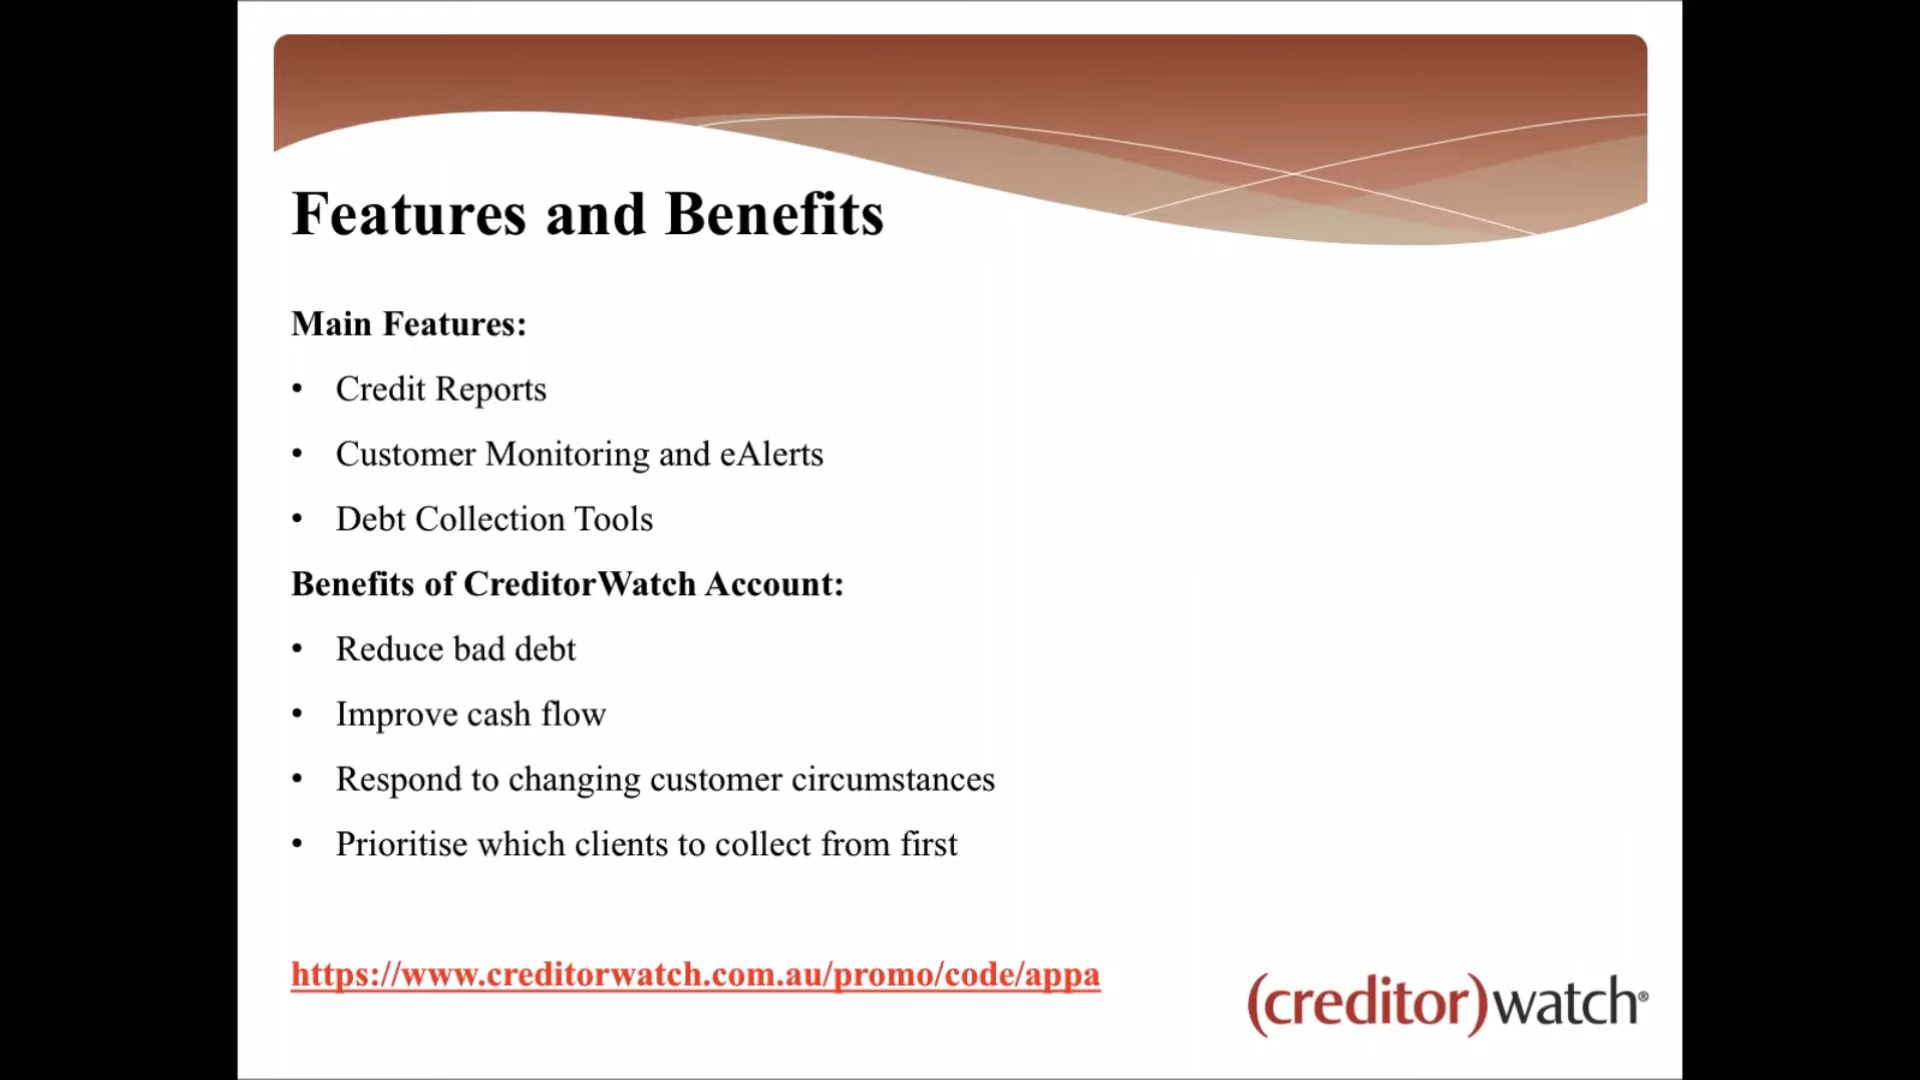 Features and Benefits
Main Features:
• Credit Reports
• Customer Monitoring and eAlerts
• Debt Collection Tools
Benefits of CreditorWatch Account:
• Reduce bad debt
• Improve cash flow
• Respond to changing customer circumstances
• Prioritise which clients to collect from first
https://www.creditorwatch.com.au/promo/code/appa
(creditor)watch®